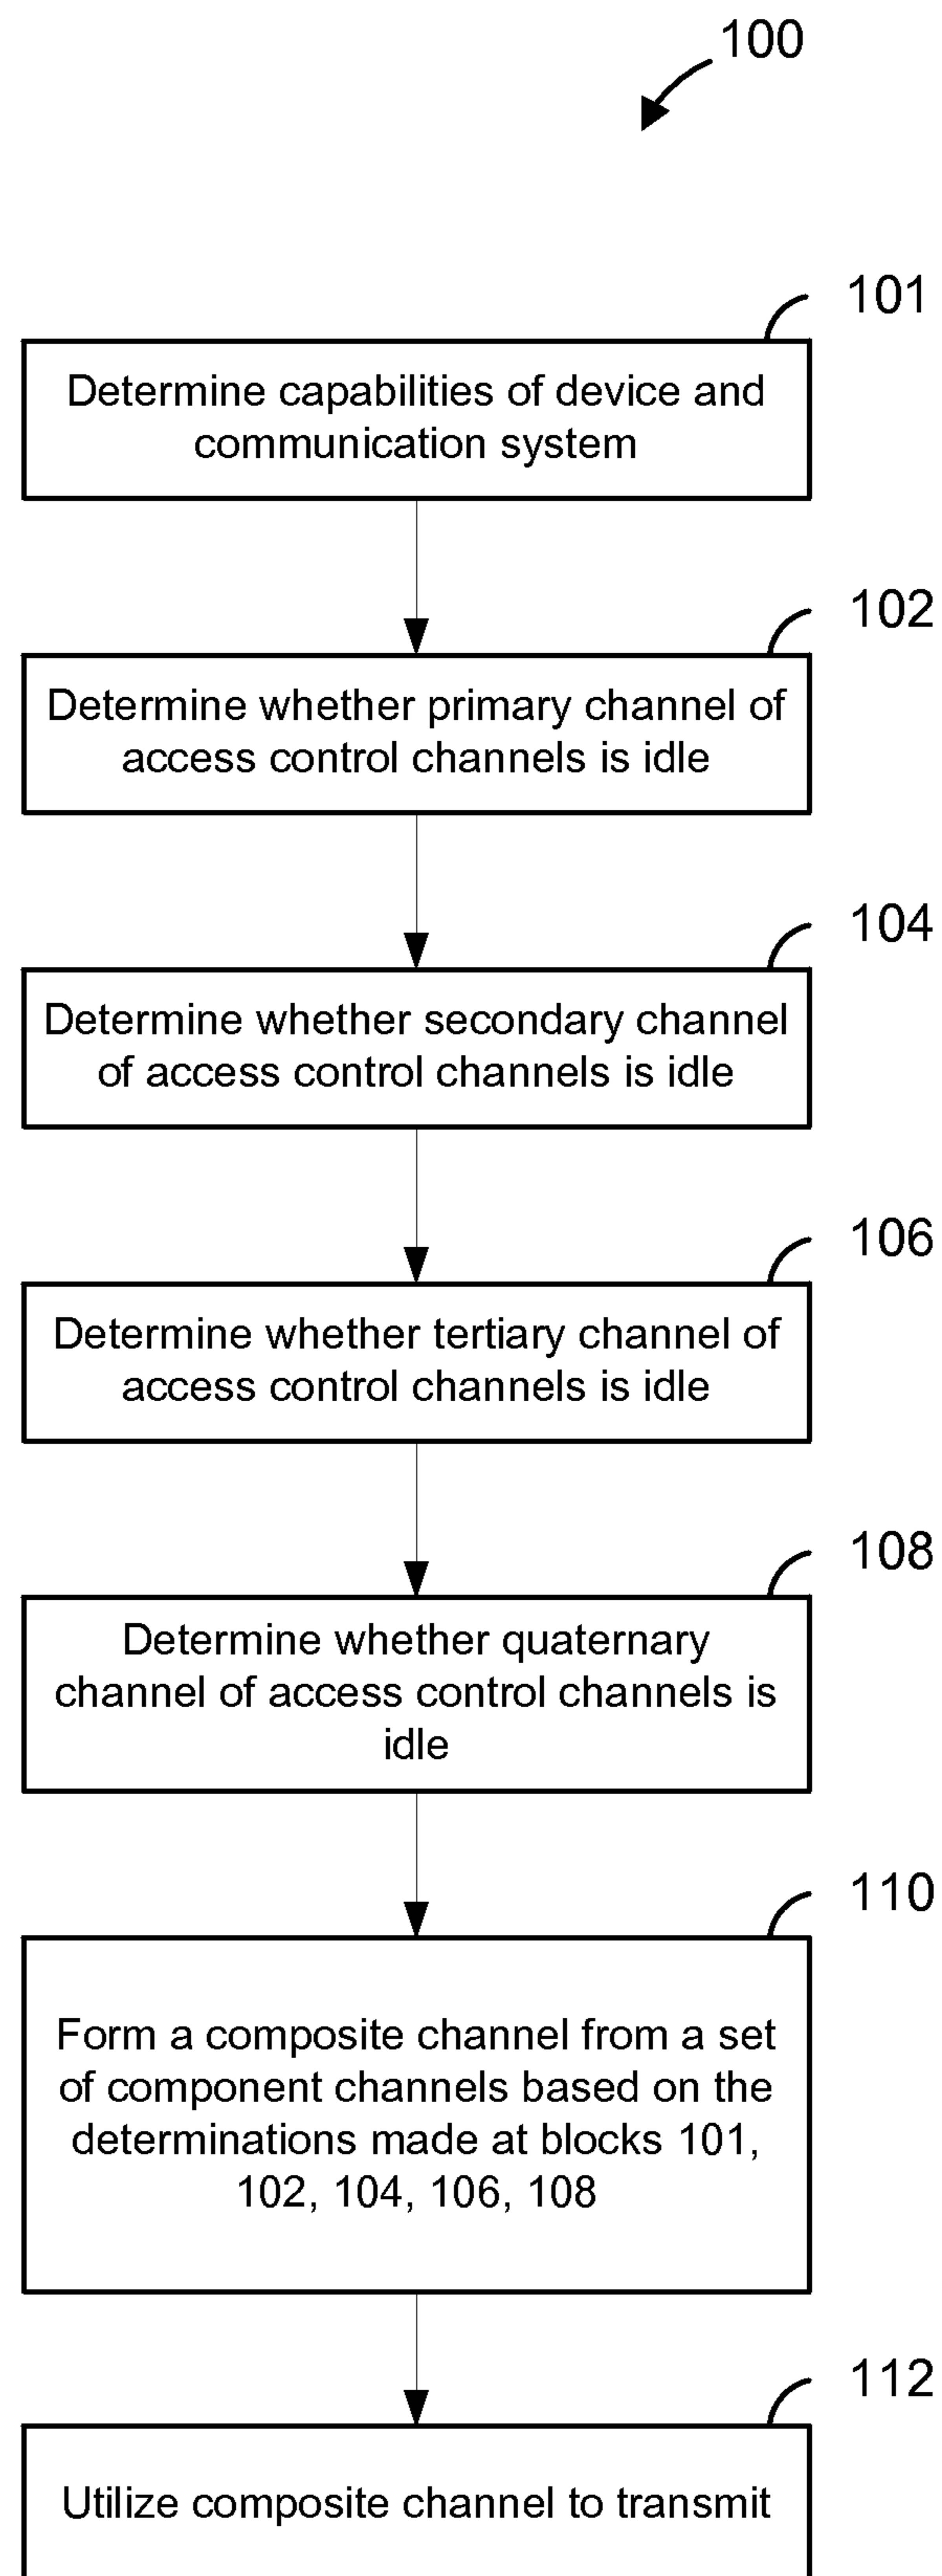 100
101
Determine capabilities of device and
communication system
102
Determine whether primary channel of
access control channels is idle
104
Determine whether secondary channel
of access control channels is idle
106
Determine whether tertiary channel of
access control channels is idle
108
Determine whether quaternary
channel of access control channels is
idle
110
Form a composite channel from a set
of component channels based on the
determinations made at blocks 101,
102, 104, 106, 108
112
Utilize composite channel to transmit